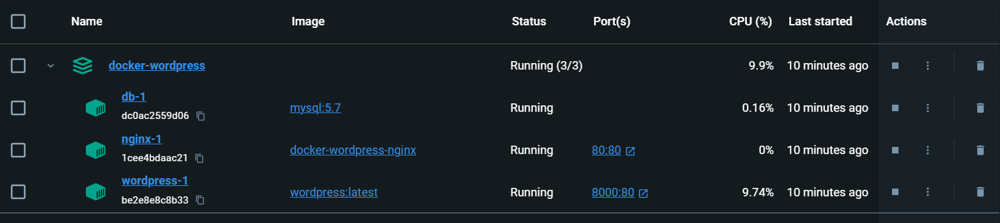 Name Image Status Port(s) CPU (%) Last started Actions
docker-wordpress Running (3/3) 9.9% 10 minutes ago
db-1
dc0ac2559d06 mysql:5.7 Running 0.16% 10 minutes ago
nginx-1
1cee4bdaac21 docker-wordpress-nginx Running 80:80 0% 10 minutes ago
wordpress-1
be2e8e8c8b33 wordpress:latest Running 8000:80 9.74% 10 minutes ago